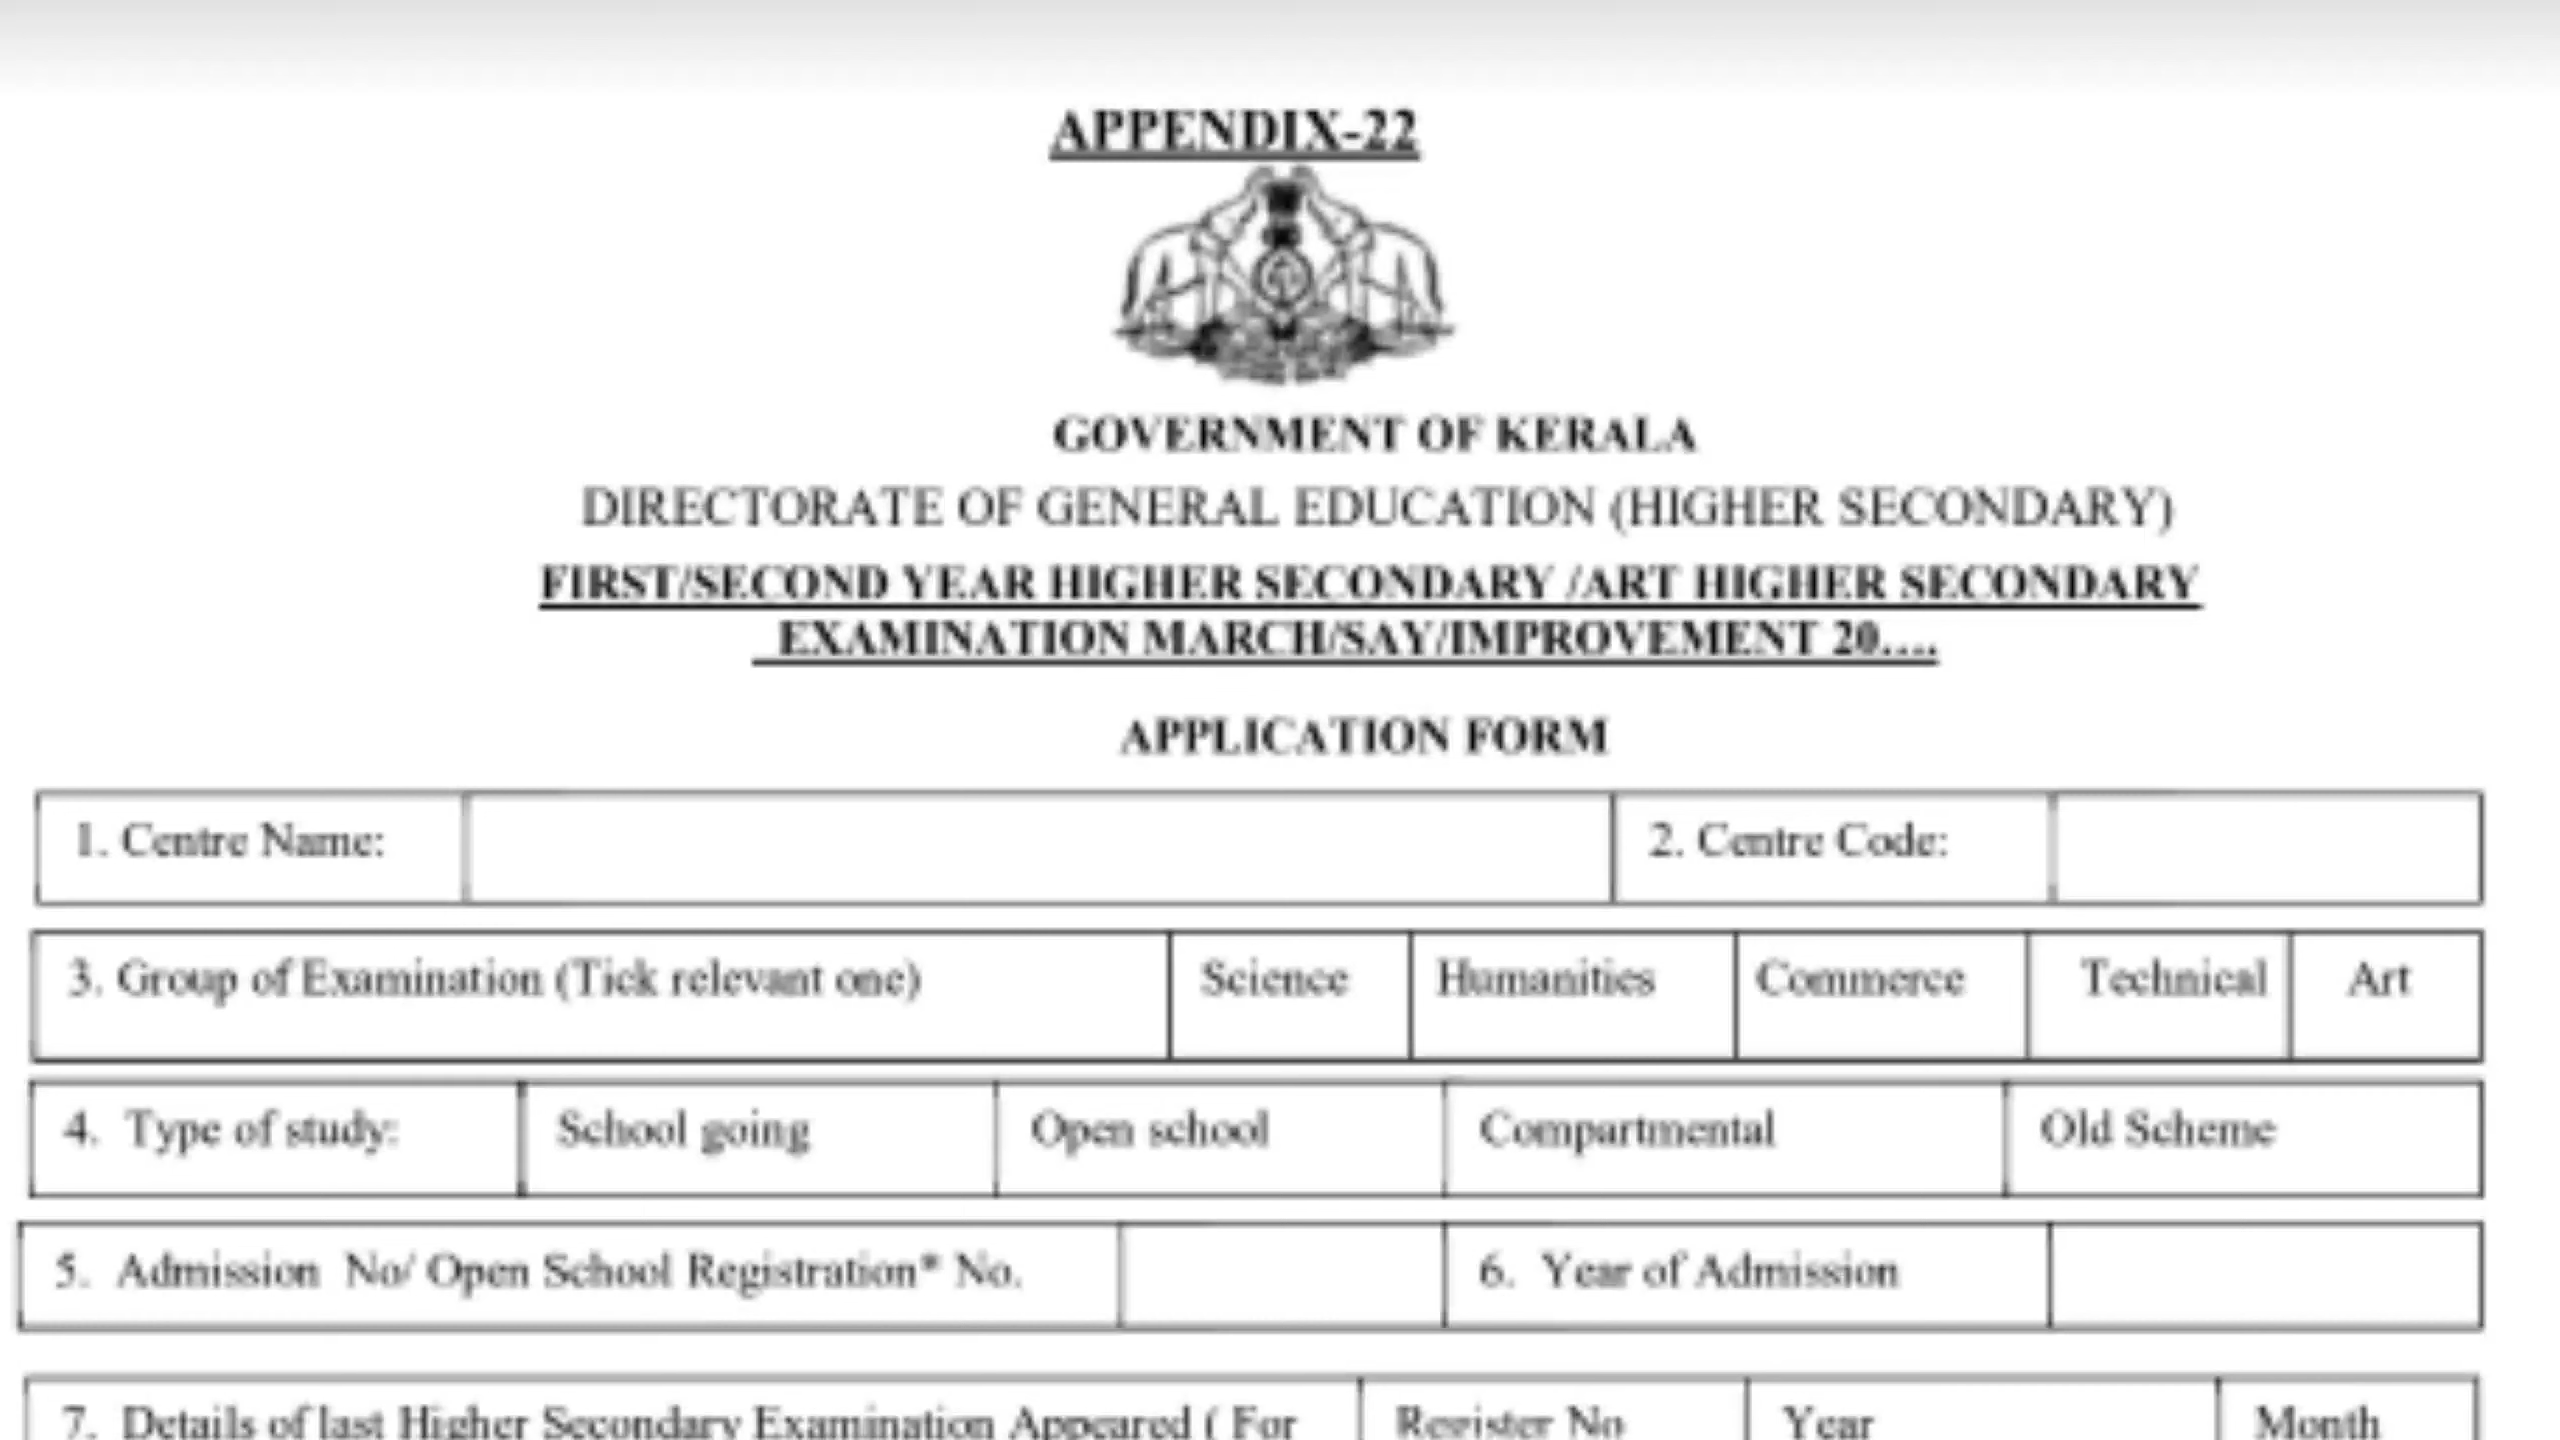 APPENDIX-22
GOVERNMENT OF KERALA
DIRECTORATE OF GENERAL EDUCATION (HIGHER SECONDARY)
FIRST/SECOND YEAR HIGHER SECONDARY /ART HIGHER SECONDARY
EXAMINATION MARCH/SAY/IMPROVEMENT 20....
APPLICATION FORM
1. Centre Name: 2. Centre Code:
3. Group of Examination (Tick relevant one) Science Humanities Commerce Technical Art
4. Type of study: School going Open school Compartmental Old Scheme
5. Admission No/ Open School Registration* No. 6. Year of Admission
7. Details of last Higher Secondary Examination Appeared ( For Register No Year Month